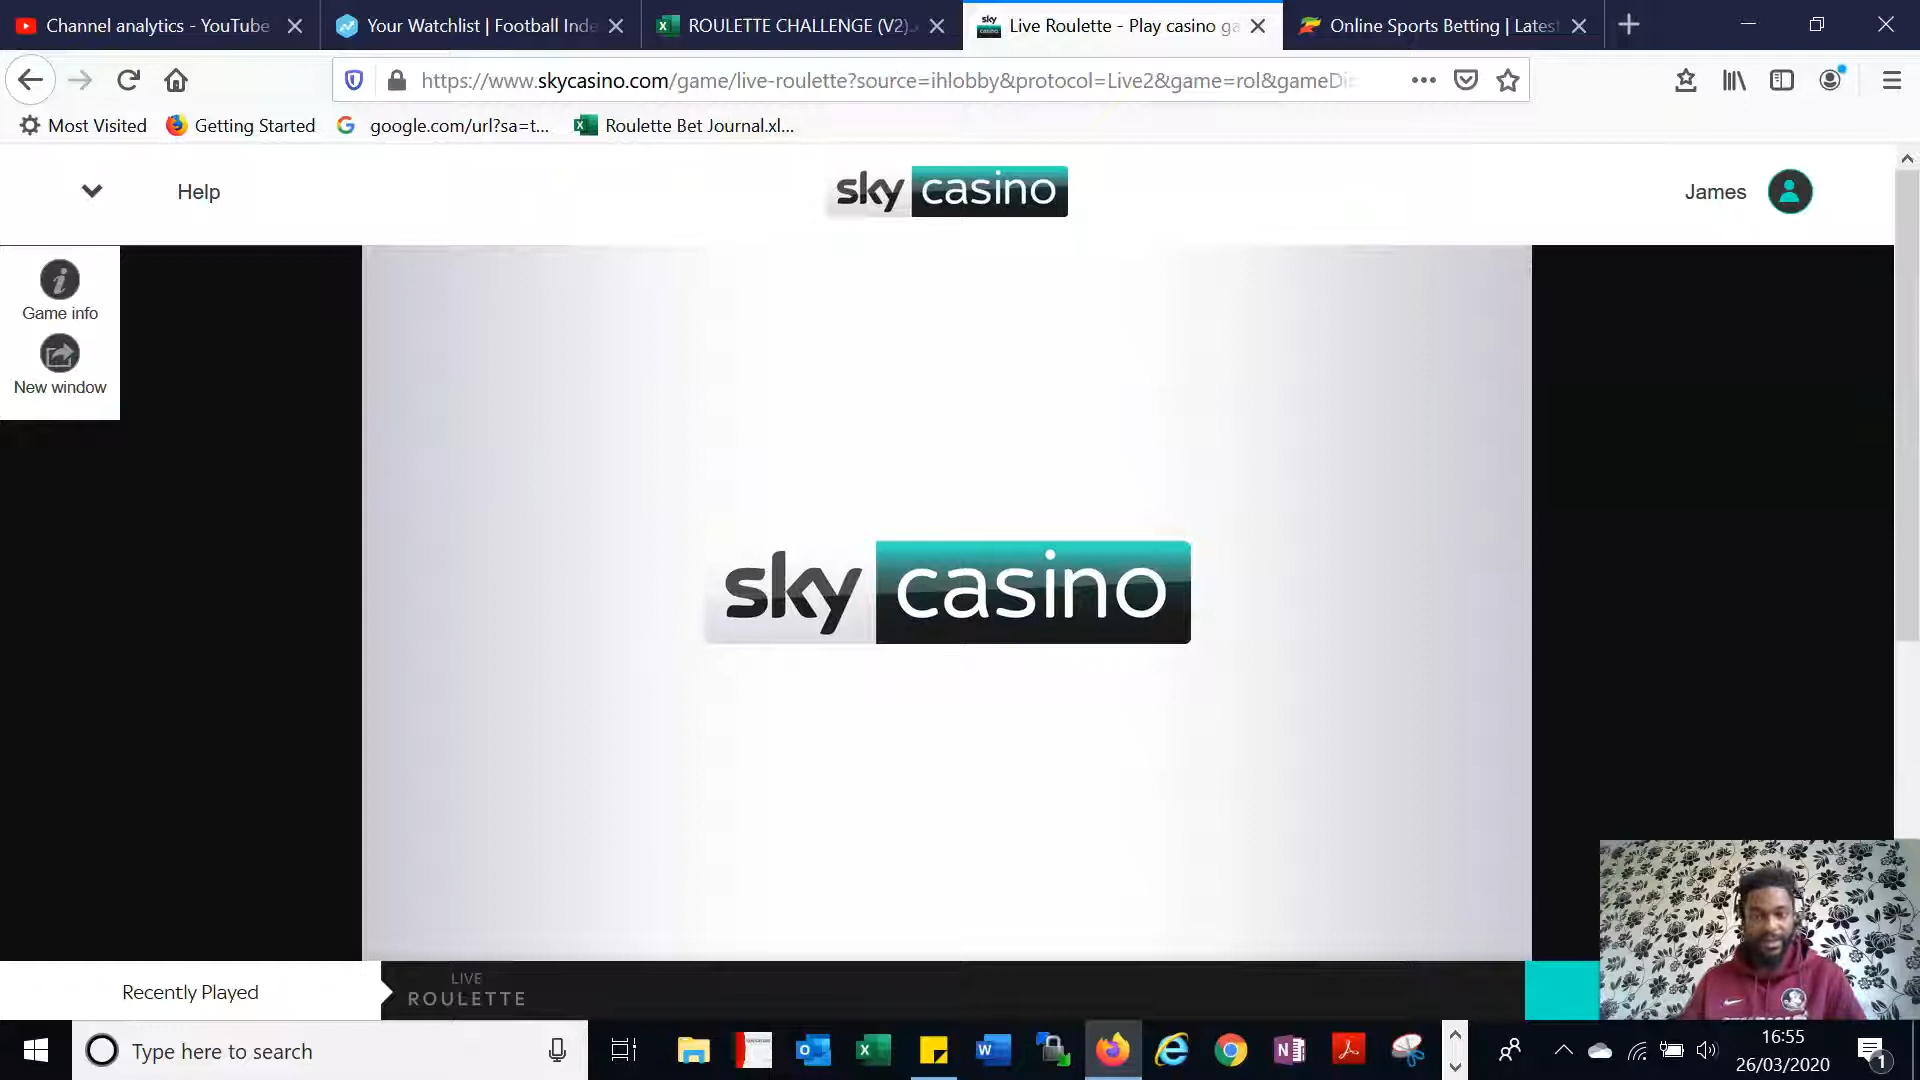 Channel analytics - YouTube
Your Watchlist | Football Inde
ROULETTE CHALLENGE (V2).
Live Roulette - Play casino ga
Online Sports Betting | Latest
https://www.skycasino.com/game/live-roulette?source=ihlobby&protocol=Live2&game=rol&gameDi
Most Visited
Getting Started
google.com/url?sa=t...
Roulette Bet Journal.xl...
Help
sky casino
James
Game info
New window
sky casino
Recently Played
LIVE
ROULETTE
Type here to search
16:55
26/03/2020
1